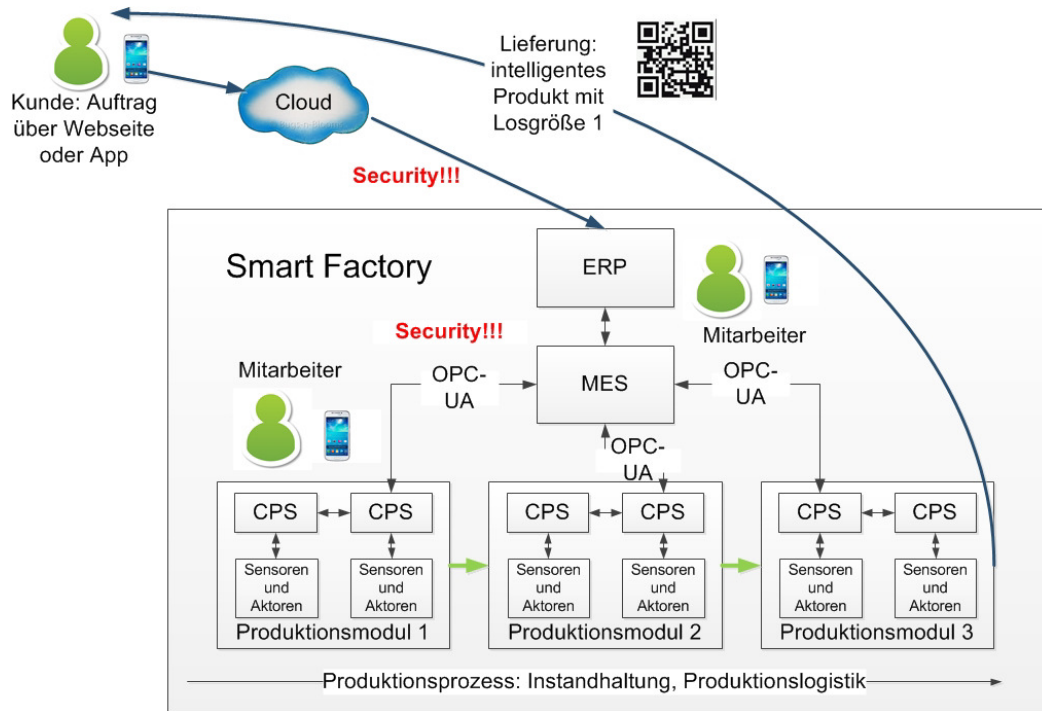 Lieferung:
intelligentes
Produkt mit
Losgröße 1
Kunde: Auftrag
über Webseite
oder App
Cloud
Security!!!
Smart Factory
ERP
Mitarbeiter
Security!!!
MES
OPC-
UA
OPC-
UA
OPC-
UA
Mitarbeiter
CPS
CPS
Sensoren
und
Aktoren
Sensoren
und
Aktoren
Produktionsmodul 1
CPS
CPS
Sensoren
und
Aktoren
Sensoren
und
Aktoren
Produktionsmodul 2
CPS
CPS
Sensoren
und
Aktoren
Sensoren
und
Aktoren
Produktionsmodul 3
Produktionsprozess: Instandhaltung, Produktionslogistik